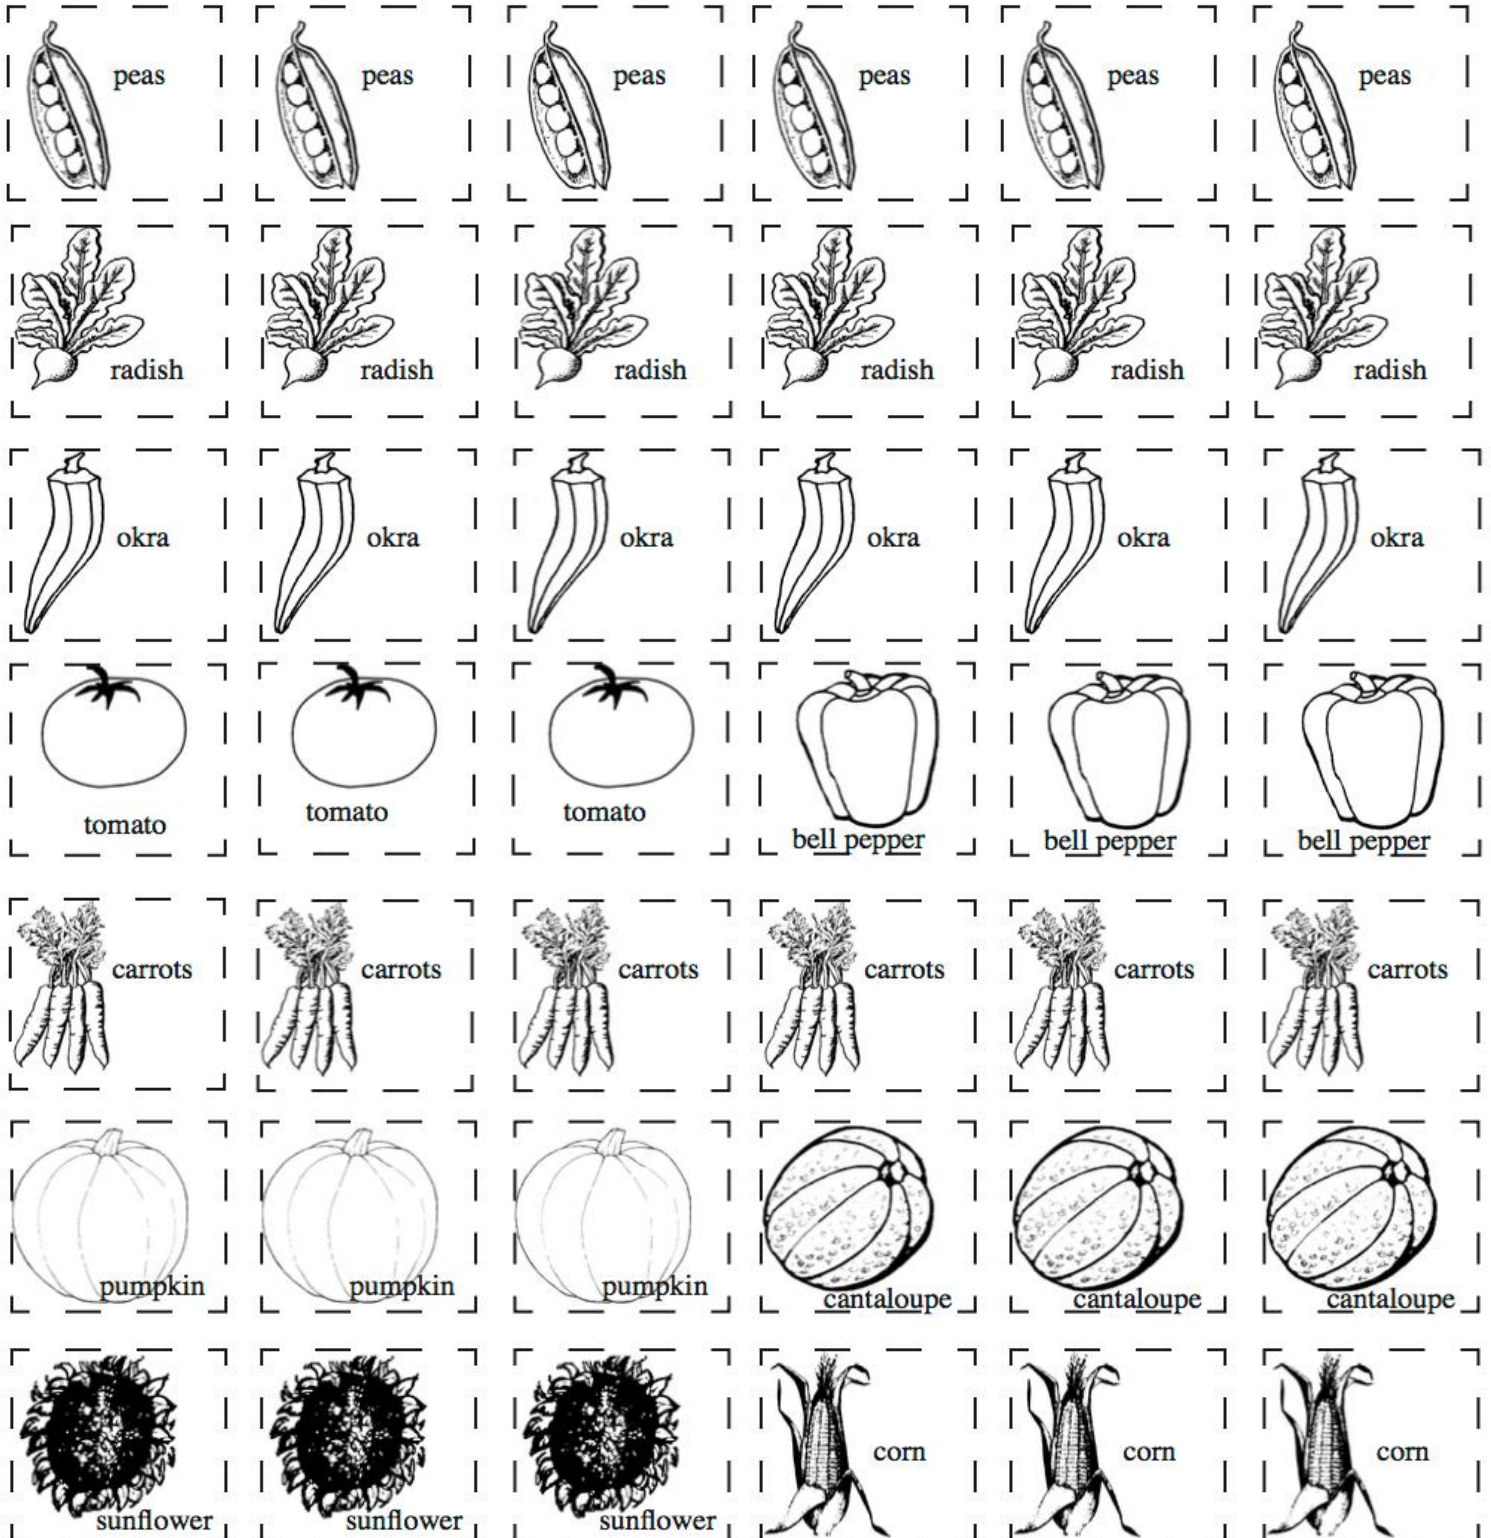 peas peas peas peas peas peas
radish radish radish radish radish radish
okra okra okra okra okra okra
tomato tomato tomato bell pepper bell pepper bell pepper
carrots carrots carrots carrots carrots carrots
pumpkin pumpkin pumpkin cantaloupe cantaloupe cantaloupe
sunflower sunflower sunflower corn corn corn